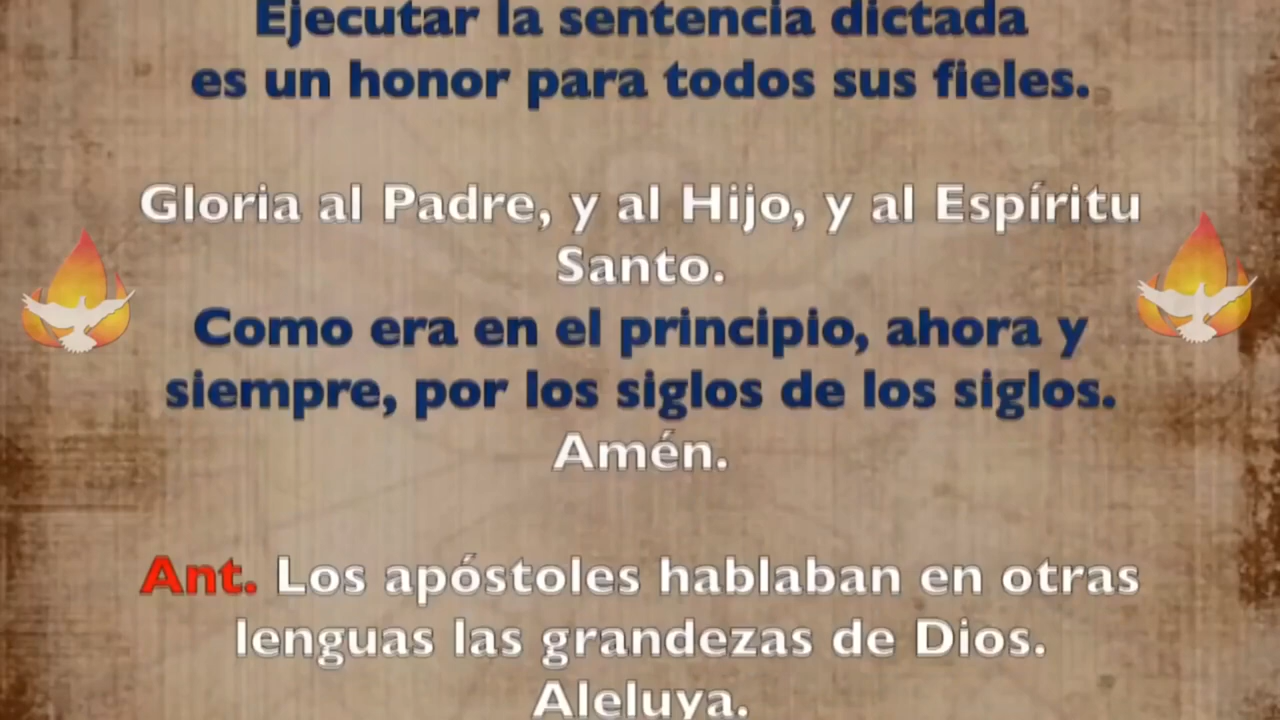 Ejecutar la sentencia dictada
es un honor para todos sus fieles.
Gloria al Padre, y al Hijo, y al Espíritu
Santo.
Como era en el principio, ahora y
siempre, por los siglos de los siglos.
Amén.
Ant. Los apóstoles hablaban en otras
lenguas las grandezas de Dios.
Aleluya.